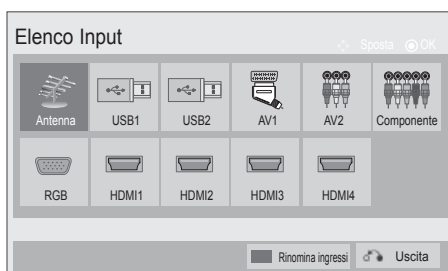 Elenco Input
Sposta OK
Antenna USB1 USB2 AV1 AV2 Componente
RGB HDMI1 HDMI2 HDMI3 HDMI4
Rinomina ingressi Uscita